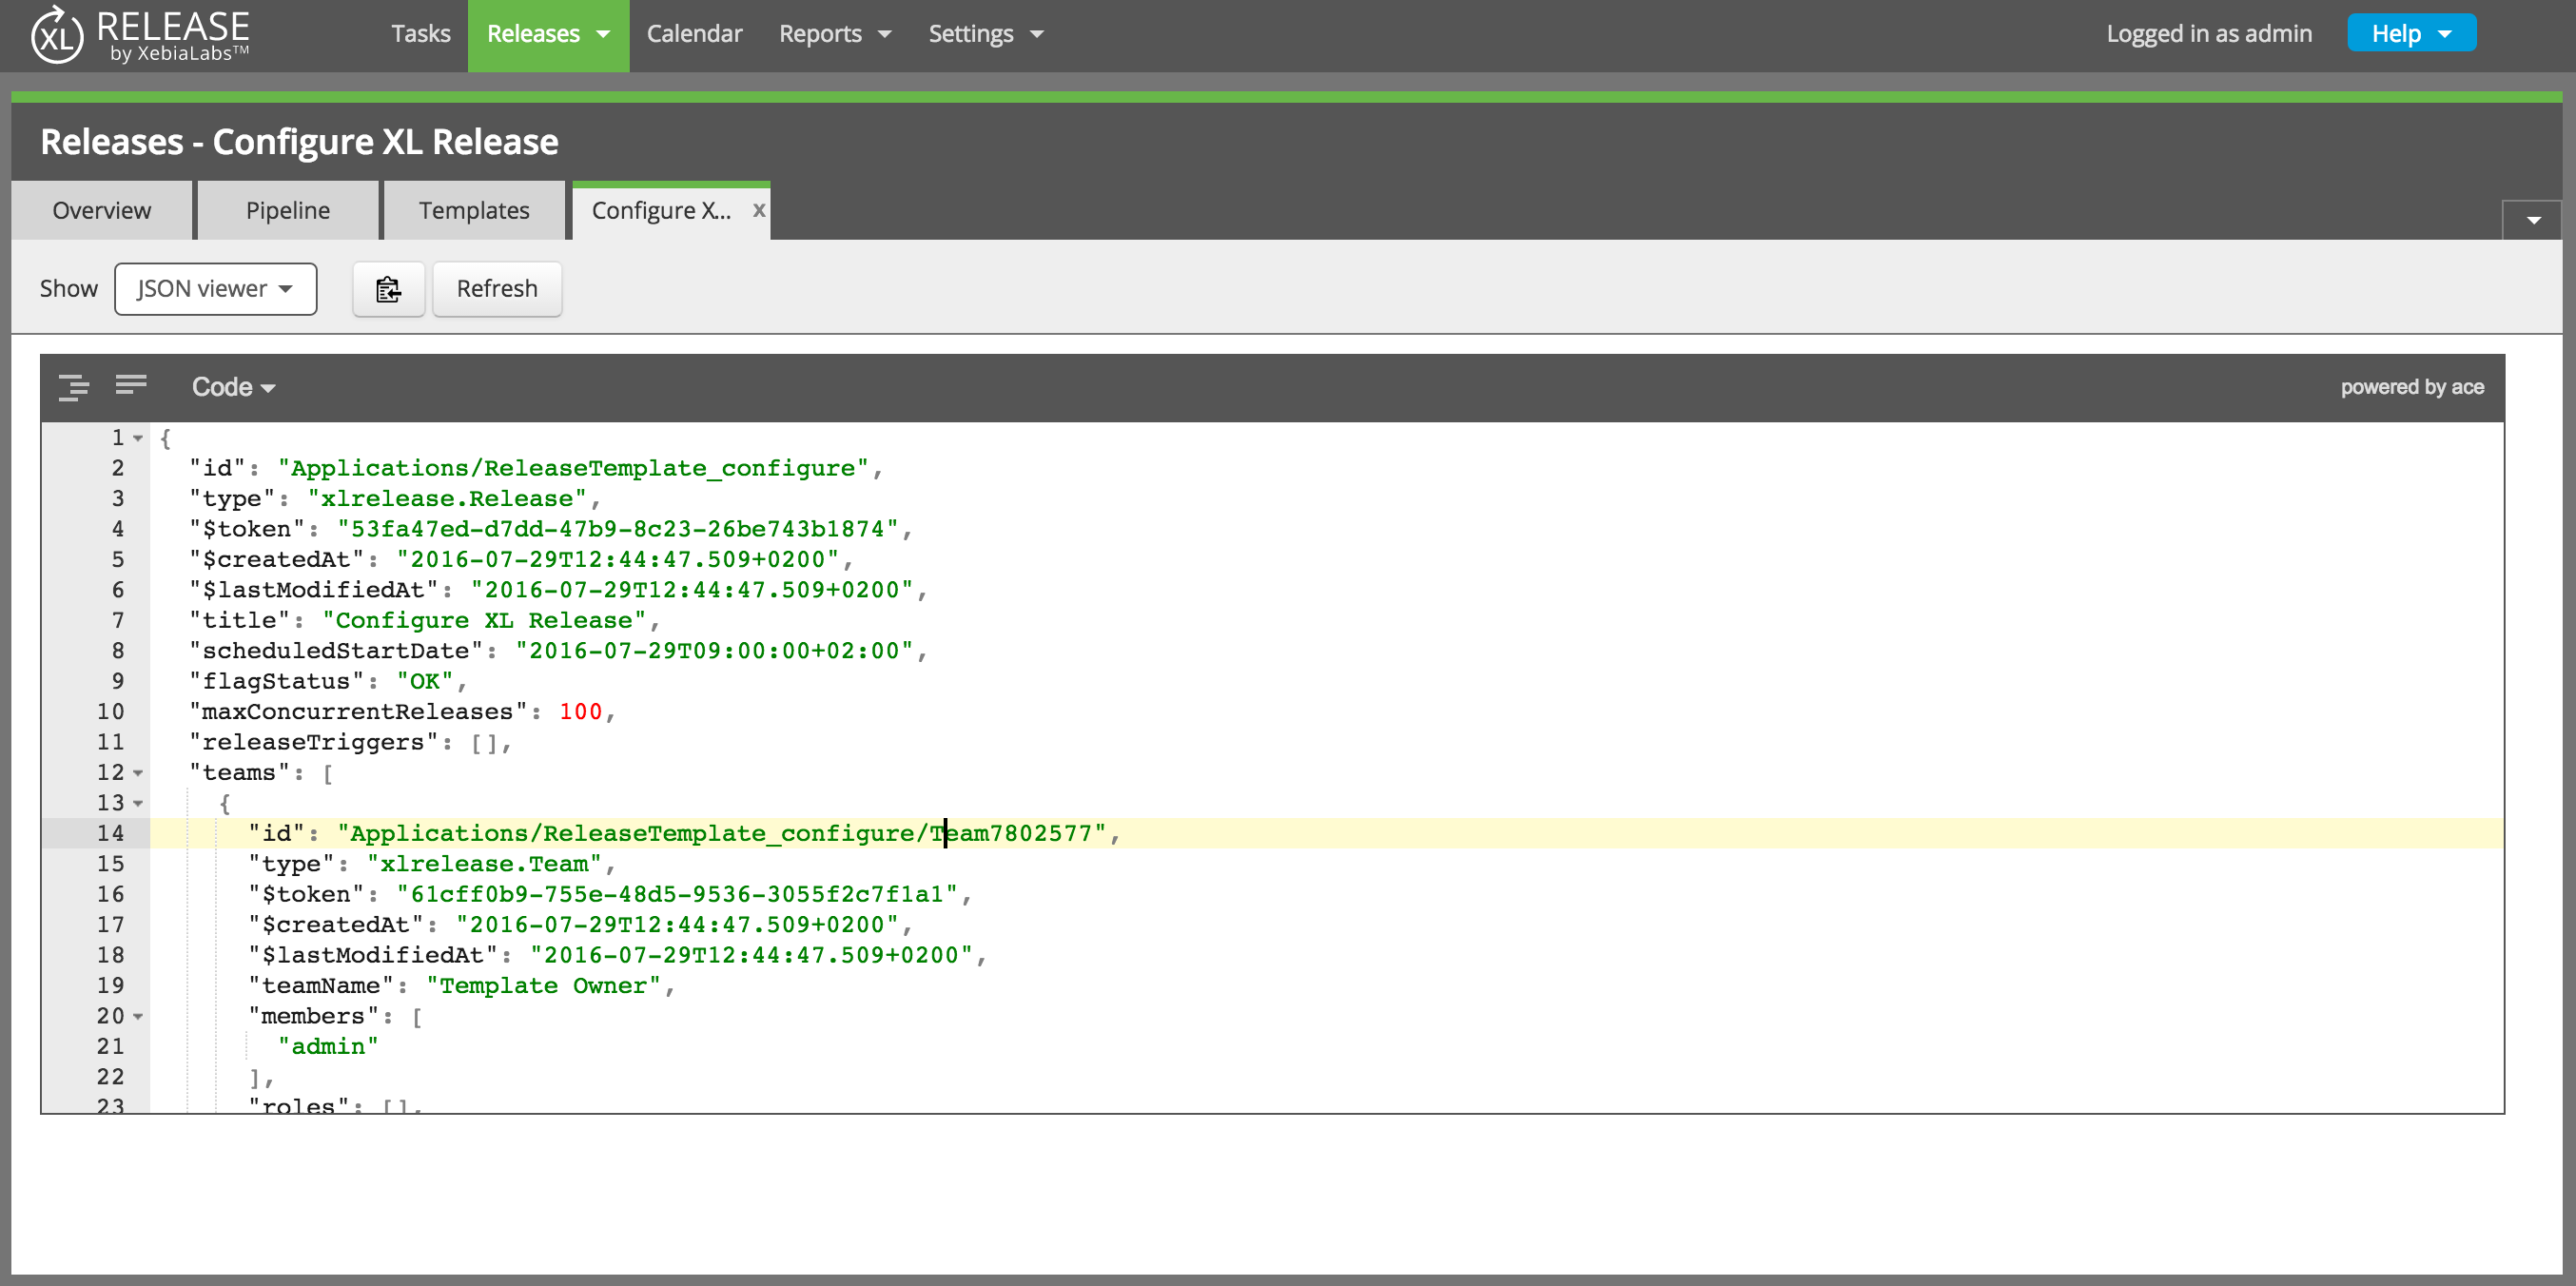 XL RELEASE
by XebiaLabs™
Tasks Releases Calendar Reports Settings Logged in as admin Help
Releases - Configure XL Release
Overview Pipeline Templates Configure X... x
Show JSON viewer Refresh
Code powered by ace
1 {
2 "id": "Applications/ReleaseTemplate_configure",
3 "type": "xlrelease.Release",
4 "$token": "53fa47ed-d7dd-47b9-8c23-26be743b1874",
5 "$createdAt": "2016-07-29T12:44:47.509+0200",
6 "$lastModifiedAt": "2016-07-29T12:44:47.509+0200",
7 "title": "Configure XL Release",
8 "scheduledStartDate": "2016-07-29T09:00:00+02:00",
9 "flagStatus": "OK",
10 "maxConcurrentReleases": 100,
11 "releaseTriggers": [],
12 "teams": [
13 {
14 "id": "Applications/ReleaseTemplate_configure/Team7802577",
15 "type": "xlrelease.Team",
16 "$token": "61cff0b9-755e-48d5-9536-3055f2c7f1a1",
17 "$createdAt": "2016-07-29T12:44:47.509+0200",
18 "$lastModifiedAt": "2016-07-29T12:44:47.509+0200",
19 "teamName": "Template Owner",
20 "members": [
21 "admin"
22 ],
23 "roles": [],